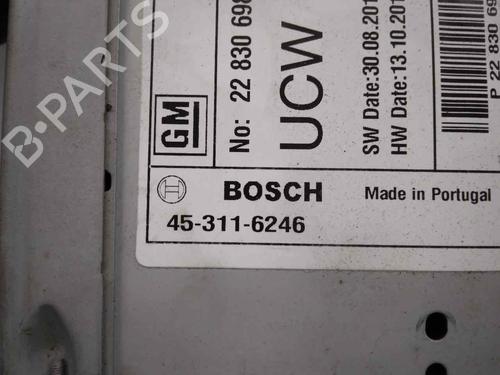 GM
No: 22 830 698
UCW
SW Date:30.08.201
HW Date:13.10.201
P 22 830 69
BOSCH
Made in Portugal
45-311-6246
B-PARTS